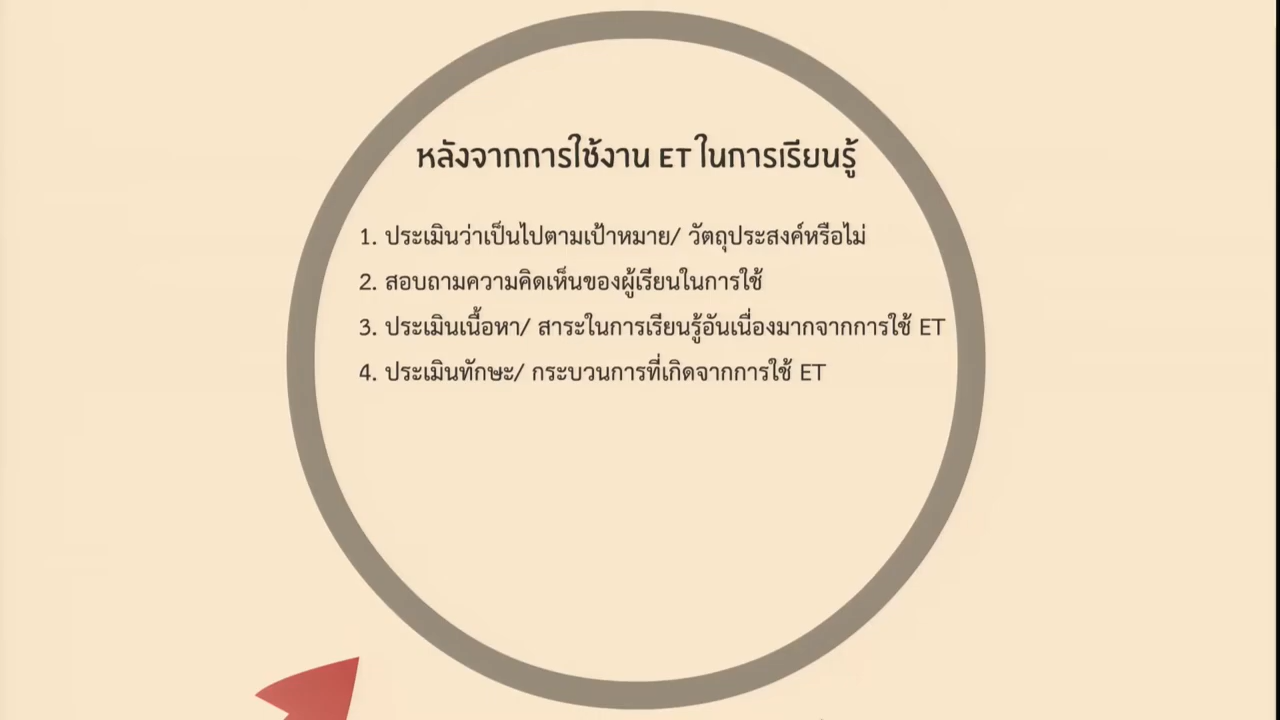 หลังจากการใช้งาน ET ในการเรียนรู้
1. ประเมินว่าเป็นไปตามเป้าหมาย/ วัตถุประสงค์หรือไม่
2. สอบถามความคิดเห็นของผู้เรียนในการใช้
3. ประเมินเนื้อหา/ สาระในการเรียนรู้อันเนื่องมากจากการใช้ ET
4. ประเมินทักษะ/ กระบวนการที่เกิดจากการใช้ ET